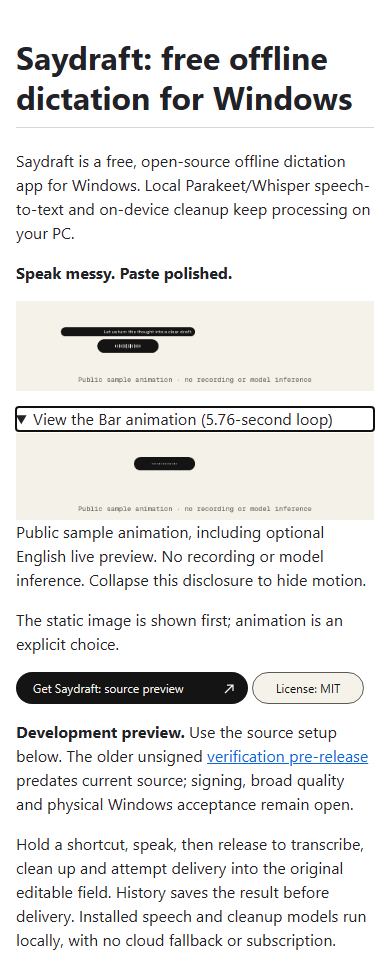 Saydraft: free offline
dictation for Windows
Saydraft is a free, open-source offline dictation
app for Windows. Local Parakeet/Whisper speech-
to-text and on-device cleanup keep processing on
your PC.
Speak messy. Paste polished.
Let us turn this thought into a clear draft.
Public sample animation · no recording or model inference
▼ View the Bar animation (5.76-second loop)
Public sample animation · no recording or model inference
Public sample animation, including optional
English live preview. No recording or model
inference. Collapse this disclosure to hide motion.
The static image is shown first; animation is an
explicit choice.
Get Saydraft: source preview ↗ License: MIT
Development preview. Use the source setup
below. The older unsigned verification pre-release
predates current source; signing, broad quality
and physical Windows acceptance remain open.
Hold a shortcut, speak, then release to transcribe,
clean up and attempt delivery into the original
editable field. History saves the result before
delivery. Installed speech and cleanup models run
locally, with no cloud fallback or subscription.